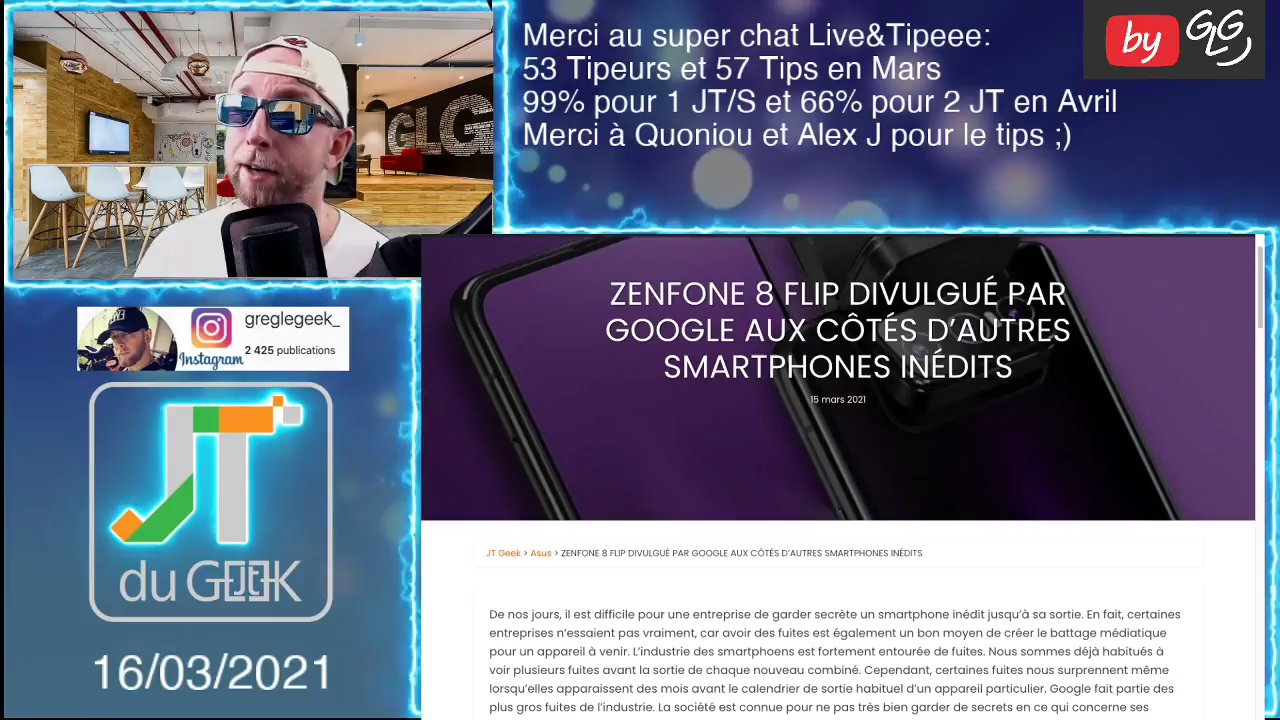 Merci au super chat Live&Tipeee:
53 Tipeurs et 57 Tips en Mars
99% pour 1 JT/S et 66% pour 2 JT en Avril
Merci à Quoniou et Alex J pour le tips ;)
by GLG
GLG
greglegeek_
Instagram
2 425 publications
JT
du GEEK
16/03/2021
ZENFONE 8 FLIP DIVULGUÉ PAR
GOOGLE AUX CÔTÉS D’AUTRES
SMARTPHONES INÉDITS
15 mars 2021
JT Geek > Asus > ZENFONE 8 FLIP DIVULGUÉ PAR GOOGLE AUX CÔTÉS D’AUTRES SMARTPHONES INÉDITS
De nos jours, il est difficile pour une entreprise de garder secrète un smartphone inédit jusqu’à sa sortie. En fait, certaines
entreprises n’essaient pas vraiment, car avoir des fuites est également un bon moyen de créer le battage médiatique
pour un appareil à venir. L’industrie des smartphoens est fortement entourée de fuites. Nous sommes déjà habitués à
voir plusieurs fuites avant la sortie de chaque nouveau combiné. Cependant, certaines fuites nous surprennent même
lorsqu’elles apparaissent des mois avant le calendrier de sortie habituel d’un appareil particulier. Google fait partie des
plus gros fuites de l’industrie. La société est connue pour ne pas très bien garder de secrets en ce qui concerne ses